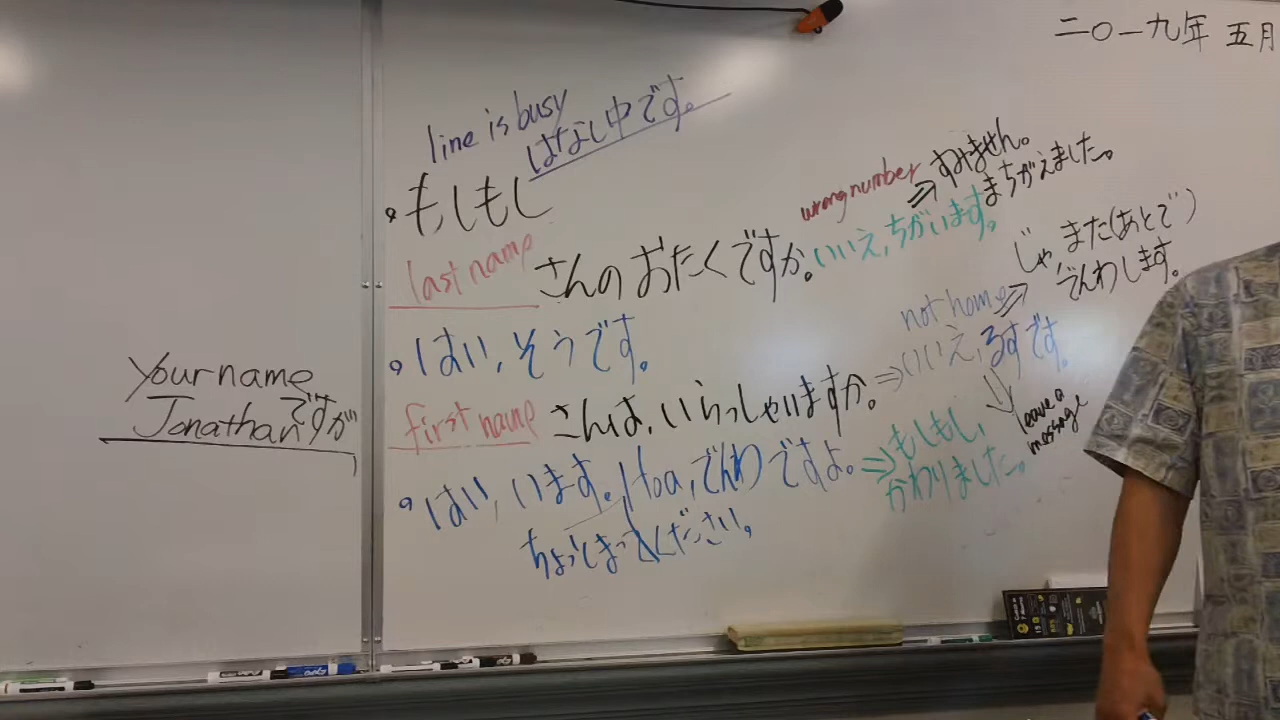 二〇一九年 五月
line is busy
はなし中です。
もしもし
wrong number ⇒ すみません。
まちがえました。
last name さんのおたくですか。いいえ、ちがいます。
じゃ、また(あとで)
でんわします。
はい、そうです。
not home ⇒
first name さんは、いらっしゃいますか。⇒ いいえ、るすです。
leave a
message
Your name
Jonathanですが
はい、います。Hoa、でんわですよ。⇒ もしもし、
かわりました。
ちょっとまってください。